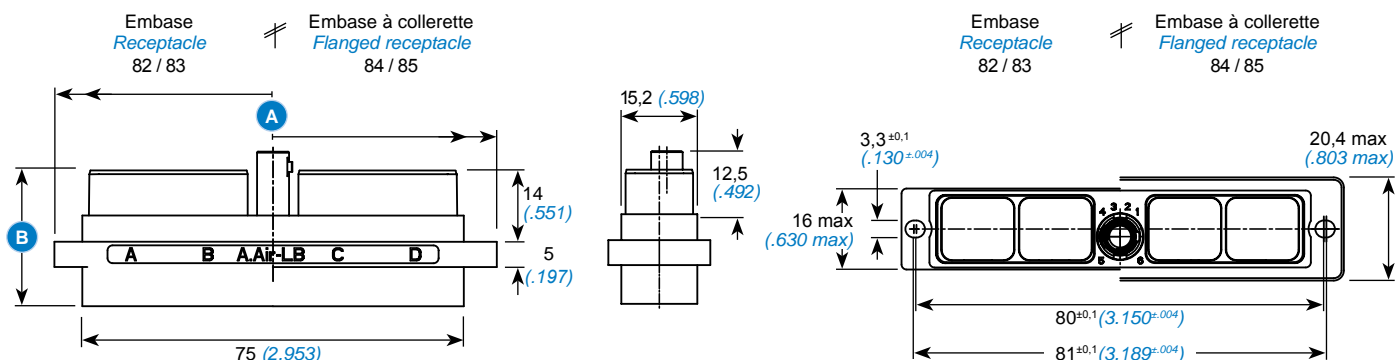 Embase
Receptacle
82 / 83
Embase à collerette
Flanged receptacle
84 / 85
A
B
14
(.551)
5
(.197)
A B A.Air-LB C D
75 (2.953)
15,2 (.598)
12,5
(.492)
Embase
Receptacle
82 / 83
Embase à collerette
Flanged receptacle
84 / 85
3,3±0,1
(.130±.004)
16 max
(.630 max)
20,4 max
(.803 max)
4 3 2 1
5 6
80±0,1(3.150±.004)
81±0,1(3.189±.004)